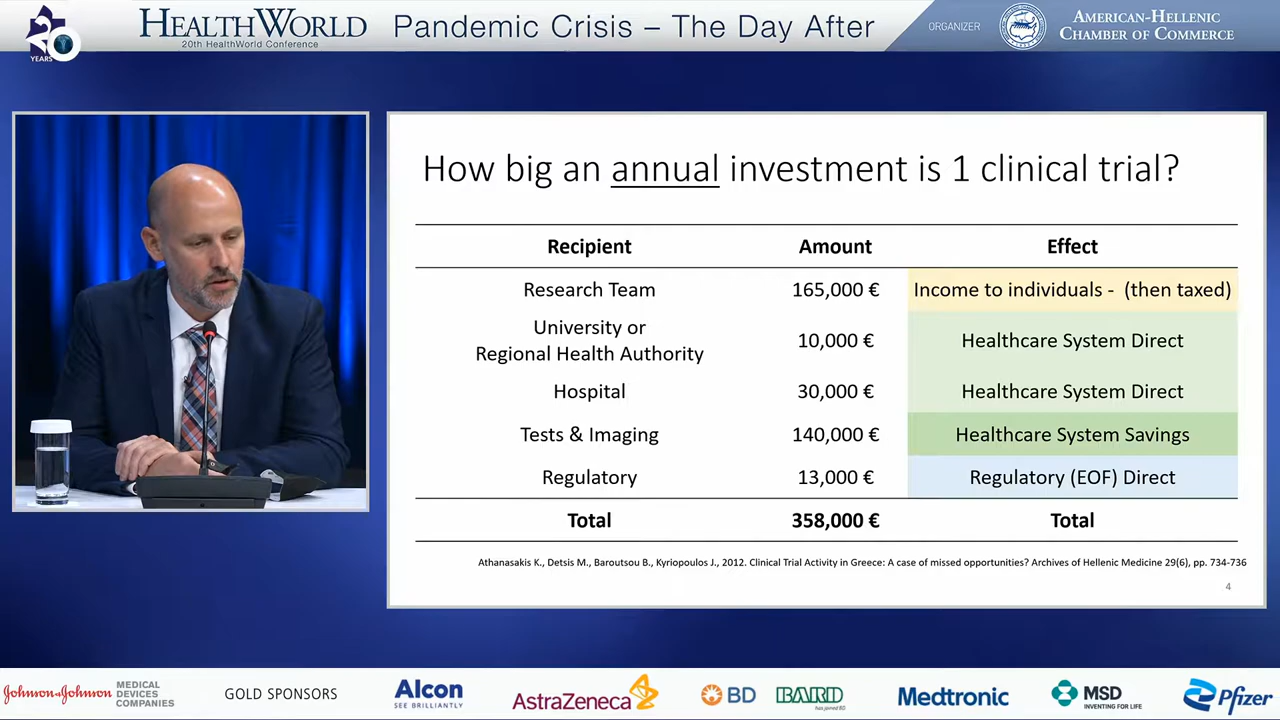 20
YEARS
HEALTHWORLD
20th HealthWorld Conference
Pandemic Crisis – The Day After
ORGANIZER
AMERICAN-HELLENIC
CHAMBER OF COMMERCE
How big an annual investment is 1 clinical trial?
Recipient Amount Effect
Research Team 165,000 € Income to individuals - (then taxed)
University or
Regional Health Authority 10,000 € Healthcare System Direct
Hospital 30,000 € Healthcare System Direct
Tests & Imaging 140,000 € Healthcare System Savings
Regulatory 13,000 € Regulatory (EOF) Direct
Total 358,000 € Total
Athanasakis K., Detsis M., Baroutsou B., Kyriopoulos J., 2012. Clinical Trial Activity in Greece: A case of missed opportunities? Archives of Hellenic Medicine 29(6), pp. 734-736
4
Johnson & Johnson
MEDICAL
DEVICES
COMPANIES
GOLD SPONSORS
Alcon
SEE BRILLIANTLY
AstraZeneca
BD
BARD
has joined BD
Medtronic
MSD
INVENTING FOR LIFE
Pfizer